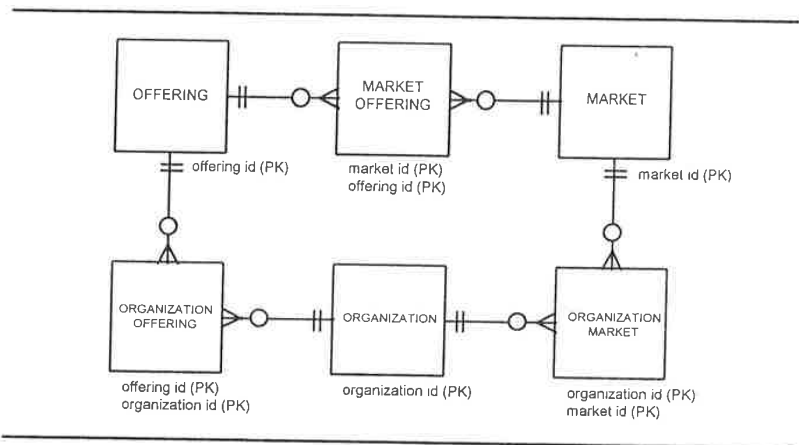 OFFERING
MARKET
OFFERING
MARKET
offering id (PK)
market id (PK)
offering id (PK)
market id (PK)
ORGANIZATION
OFFERING
ORGANIZATION
ORGANIZATION
MARKET
offering id (PK)
organization id (PK)
organization id (PK)
organization id (PK)
market id (PK)